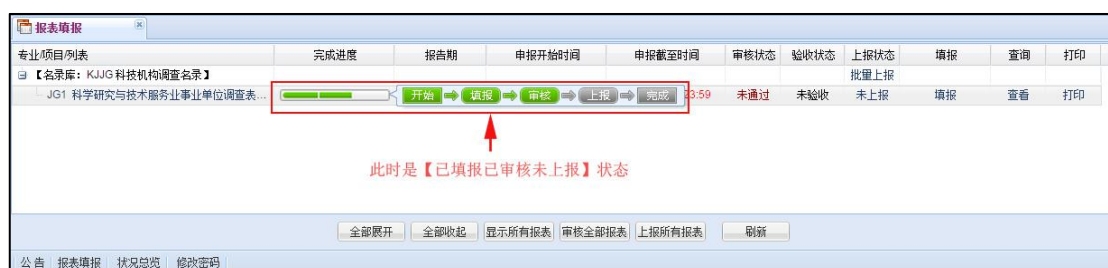 报表填报
专业/项目/列表 完成进度 报告期 申报开始时间 申报截至时间 审核状态 验收状态 上报状态 填报 查询 打印
【名录库: KJJG 科技机构调查名录】 批量上报
JG1 科学研究与技术服务业事业单位调查表... 开始 填报 审核 上报 完成 23:59 未通过 未验收 未上报 填报 查看 打印
此时是【已填报已审核未上报】状态
全部展开 全部收起 显示所有报表 审核全部报表 上报所有报表 刷新
公告 报表填报 状况总览 修改密码